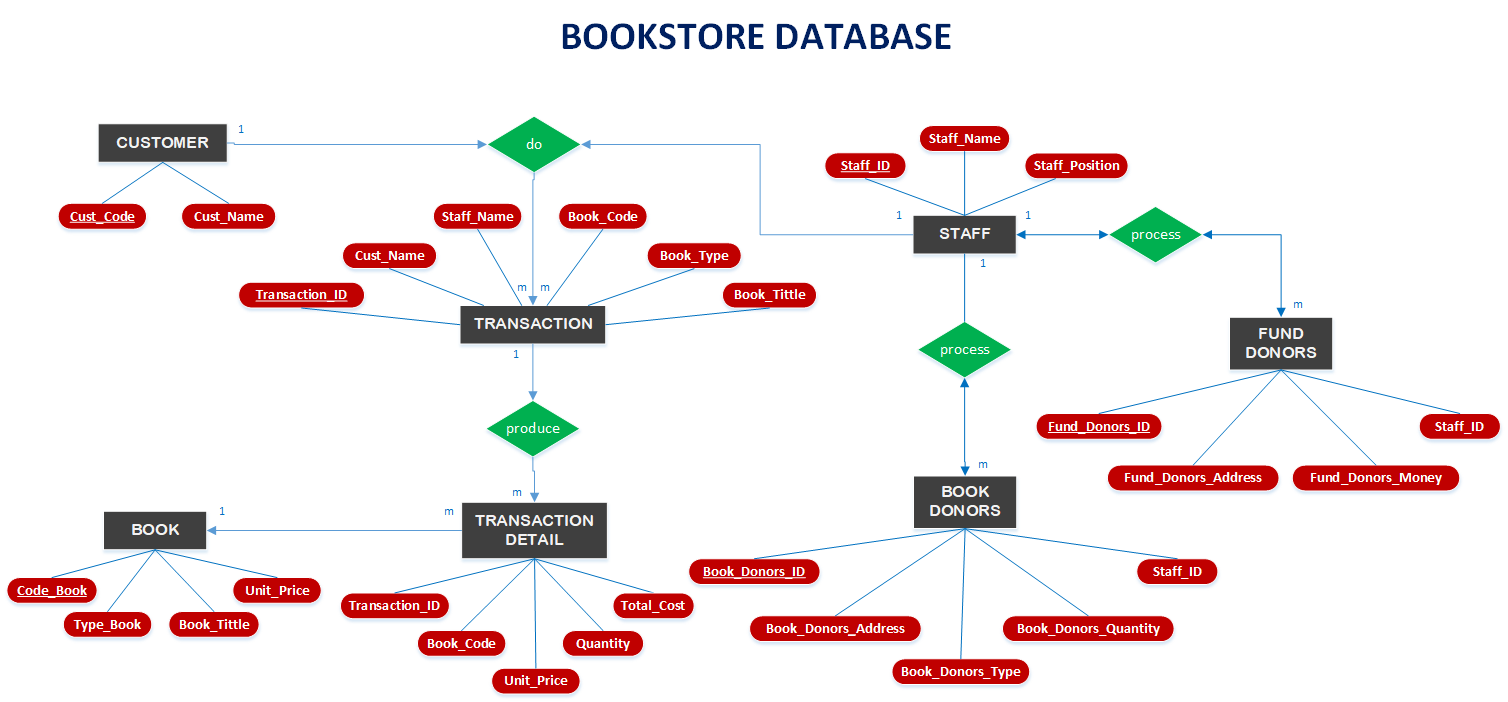 BOOKSTORE DATABASE
CUSTOMER
1
Cust_Code
Cust_Name
do
Staff_Name
Staff_ID
Staff_Position
1
STAFF
1
1
process
m
Staff_Name
Book_Code
Cust_Name
Book_Type
Transaction_ID
Book_Tittle
m
m
TRANSACTION
1
process
FUND
DONORS
Fund_Donors_ID
Staff_ID
Fund_Donors_Address
Fund_Donors_Money
produce
m
m
BOOK
DONORS
BOOK
1
m
TRANSACTION
DETAIL
Code_Book
Unit_Price
Type_Book
Book_Tittle
Transaction_ID
Total_Cost
Book_Code
Quantity
Unit_Price
Book_Donors_ID
Staff_ID
Book_Donors_Address
Book_Donors_Quantity
Book_Donors_Type